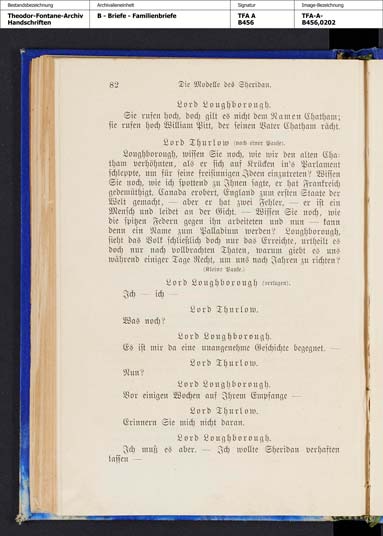 Bestandsbezeichnung Archivalieneinheit Signatur Image-Bezeichnung
Theodor-Fontane-Archiv B - Briefe - Familienbriefe TFA A TFA-A-
Handschriften B456 B456,0202
82 Die Modelle des Sheridan.
Lord Loughborough.
Sie rufen hoch, doch gilt es nicht dem Namen Chatham;
sie rufen hoch William Pitt, der seinen Vater Chatham rächt.
Lord Thurlow (nach einer Pause).
Loughborough, wissen Sie noch, wie wir den alten Cha-
tham verhöhnten, als er sich auf Krücken in's Parlament
schleppte, um für seine freisinnigen Ideen einzutreten? Wissen
Sie noch, wie ich spottend zu Ihnen sagte, er hat Frankreich
gedemüthigt, Canada erobert, England zum ersten Staate der
Welt gemacht, — aber er hat zwei Fehler, — er ist ein
Mensch und leidet an der Gicht. — Wissen Sie noch, wie
die spitzen Federn gegen ihn arbeiteten und nun — kann
denn ein Name zum Palladium werden? Loughborough,
sieht das Volk schließlich doch nur das Erreichte, urtheilt es
doch nur nach vollbrachten Thaten, warum giebt es uns
während einiger Tage Recht, um uns nach Jahren zu richten?
(Kleine Pause.)
Lord Loughborough (verlegen).
Ich — ich —
Lord Thurlow.
Was noch?
Lord Loughborough.
Es ist mir da eine unangenehme Geschichte begegnet. —
Lord Thurlow.
Nun?
Lord Loughborough.
Vor einigen Wochen auf Ihrem Empfange —
Lord Thurlow.
Erinnern Sie mich nicht daran.
Lord Loughborough.
Ich muß es aber. — Ich wollte Sheridan verhaften
lassen —